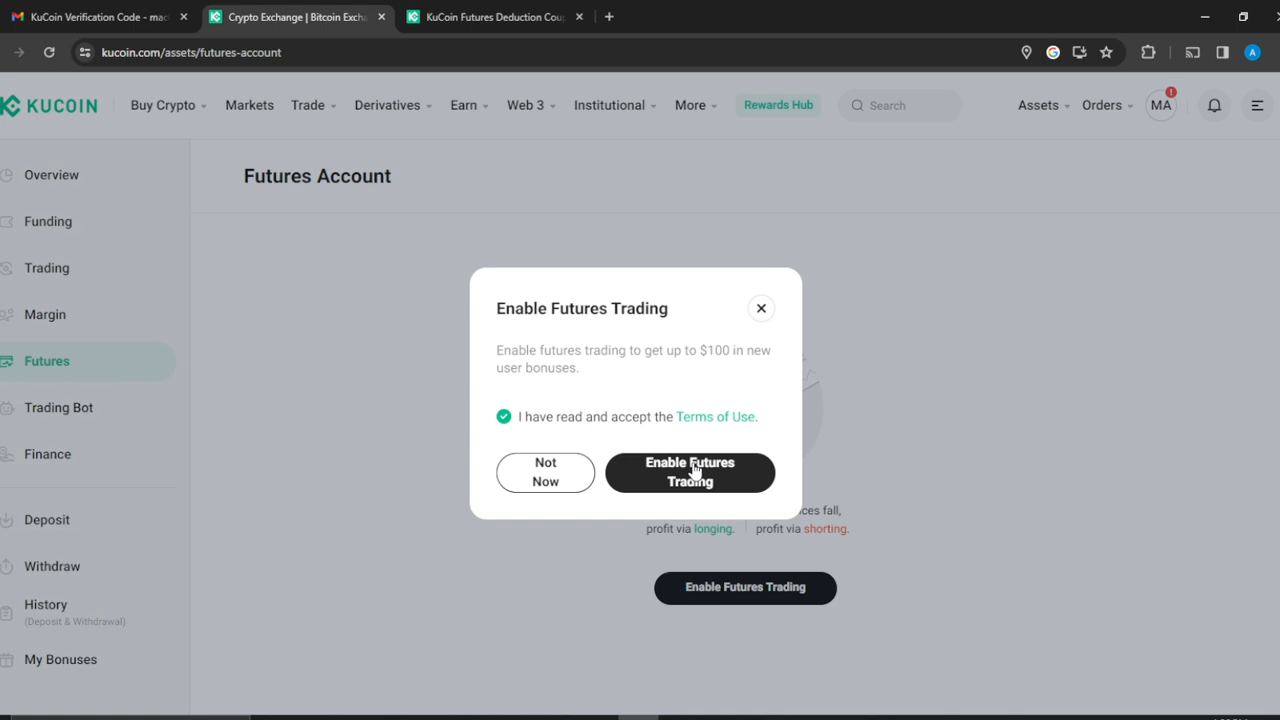 KuCoin Verification Code - mac
Crypto Exchange | Bitcoin Excha
KuCoin Futures Deduction Cou
kucoin.com/assets/futures-account
A
KUCOIN
Buy Crypto
Markets
Trade
Derivatives
Earn
Web 3
Institutional
More
Rewards Hub
Search
Assets
Orders
MA
!
Overview
Funding
Trading
Margin
Futures
Trading Bot
Finance
Deposit
Withdraw
History
(Deposit & Withdrawal)
My Bonuses
Futures Account
Enable Futures Trading
Enable futures trading to get up to $100 in new
user bonuses.
I have read and accept the Terms of Use.
Not
Now
Enable Futures
Trading
ces fall,
profit via longing.
profit via shorting.
Enable Futures Trading